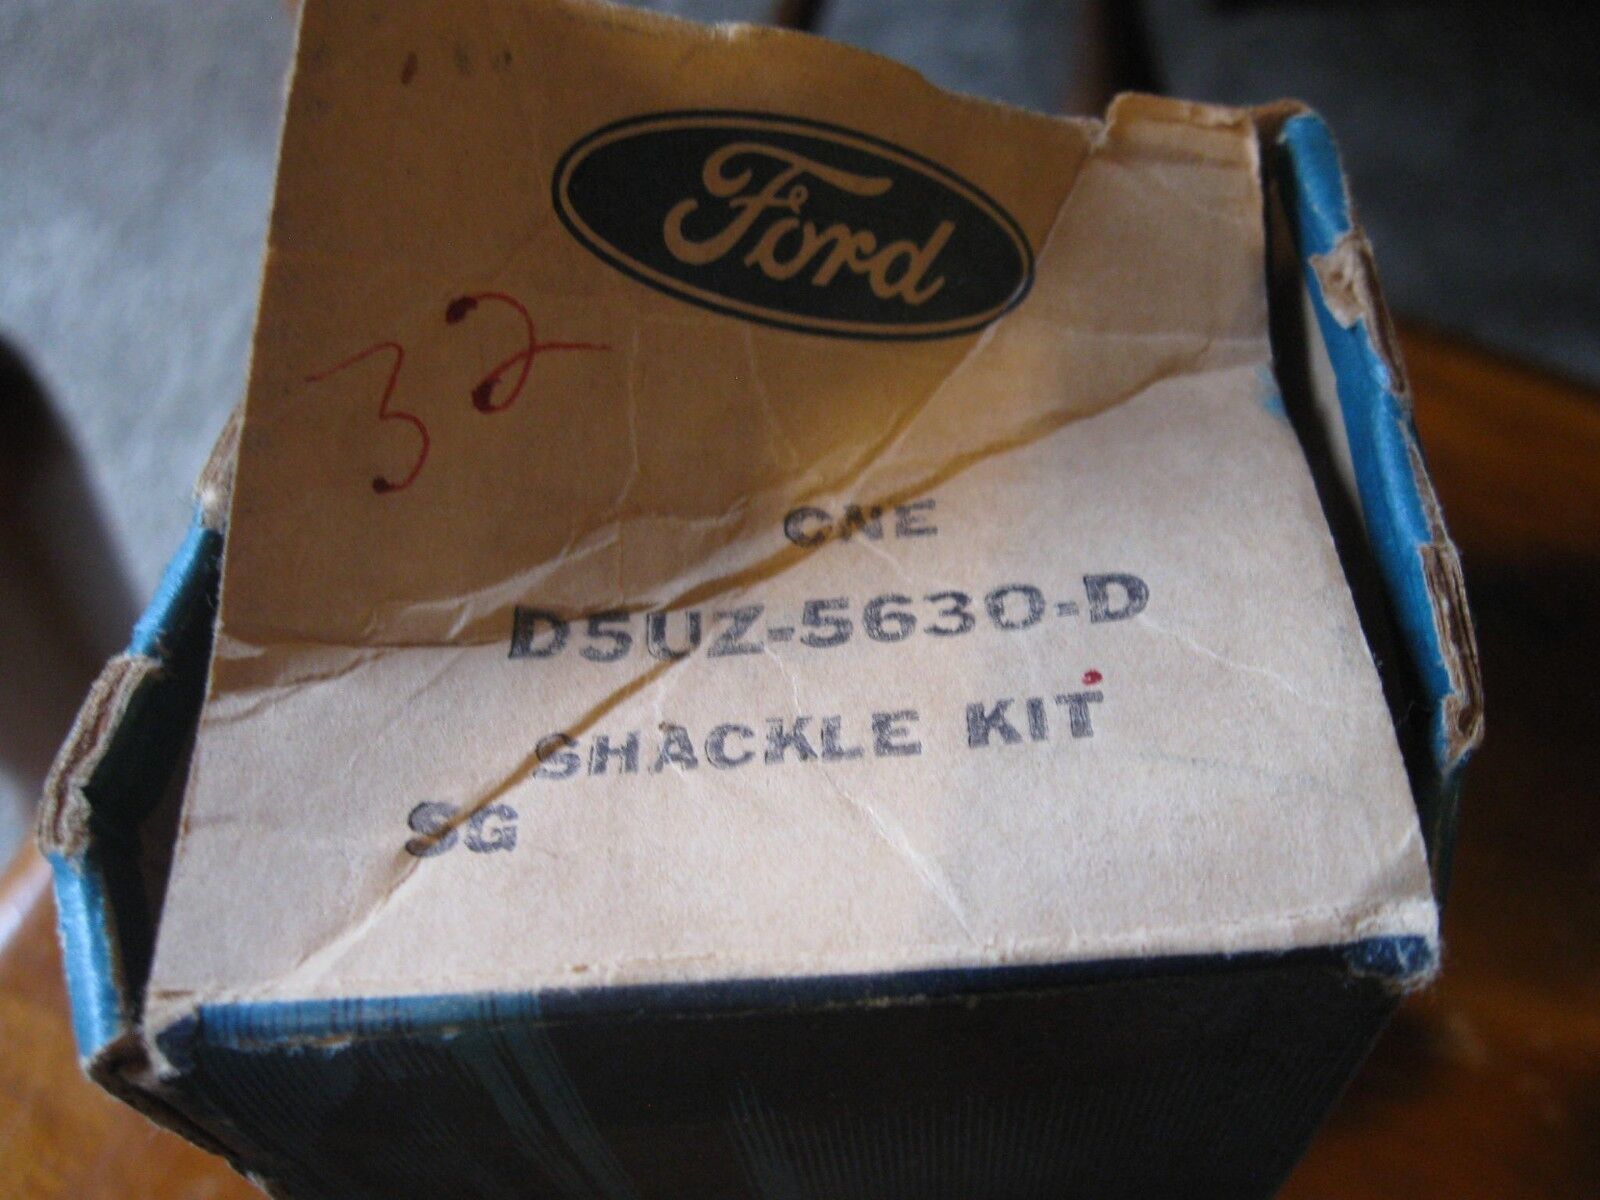 Ford
32
ONE
D5UZ-5630-D
SHACKLE KIT
SG